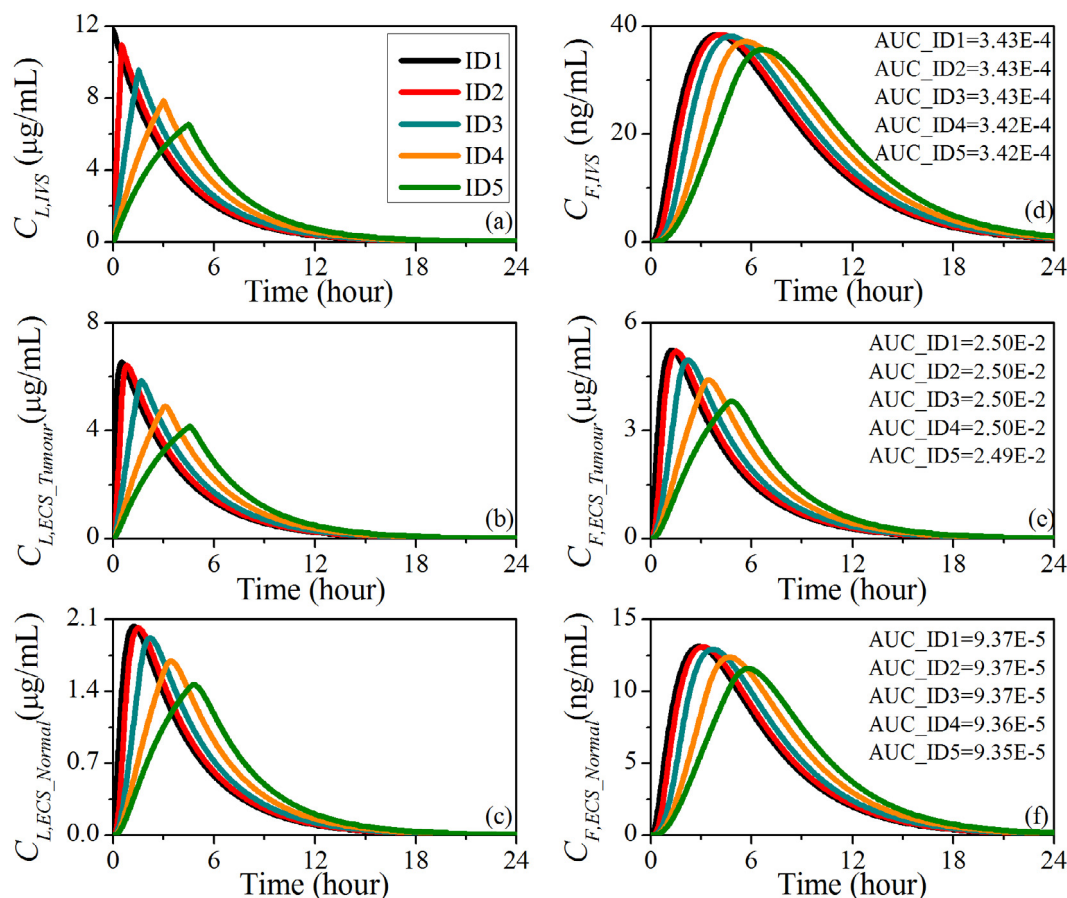 C_L,IVS (μg/mL)
12
9
6
3
0
ID1
ID2
ID3
ID4
ID5
(a)
0 6 12 18 24
Time (hour)
C_F,IVS (ng/mL)
40
20
0
AUC_ID1=3.43E-4
AUC_ID2=3.43E-4
AUC_ID3=3.43E-4
AUC_ID4=3.42E-4
AUC_ID5=3.42E-4
(d)
0 6 12 18 24
Time (hour)
C_L,ECS_Tumour(μg/mL)
8
4
0
(b)
0 6 12 18 24
Time (hour)
C_F,ECS_Tumour(μg/mL)
6
3
0
AUC_ID1=2.50E-2
AUC_ID2=2.50E-2
AUC_ID3=2.50E-2
AUC_ID4=2.50E-2
AUC_ID5=2.49E-2
(e)
0 6 12 18 24
Time (hour)
C_L,ECS_Normal(μg/mL)
2.1
1.4
0.7
0.0
(c)
0 6 12 18 24
Time (hour)
C_F,ECS_Normal(ng/mL)
15
10
5
0
AUC_ID1=9.37E-5
AUC_ID2=9.37E-5
AUC_ID3=9.37E-5
AUC_ID4=9.36E-5
AUC_ID5=9.35E-5
(f)
0 6 12 18 24
Time (hour)